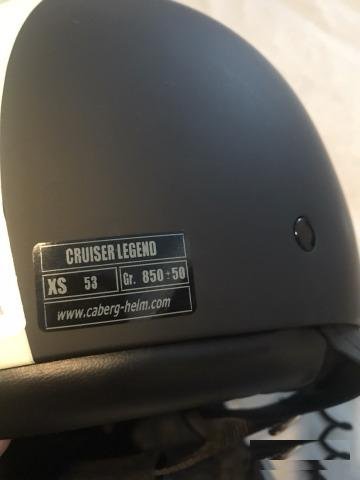 CRUISER LEGEND
XS 53 Gr. 850±50
www.caberg-helm.com